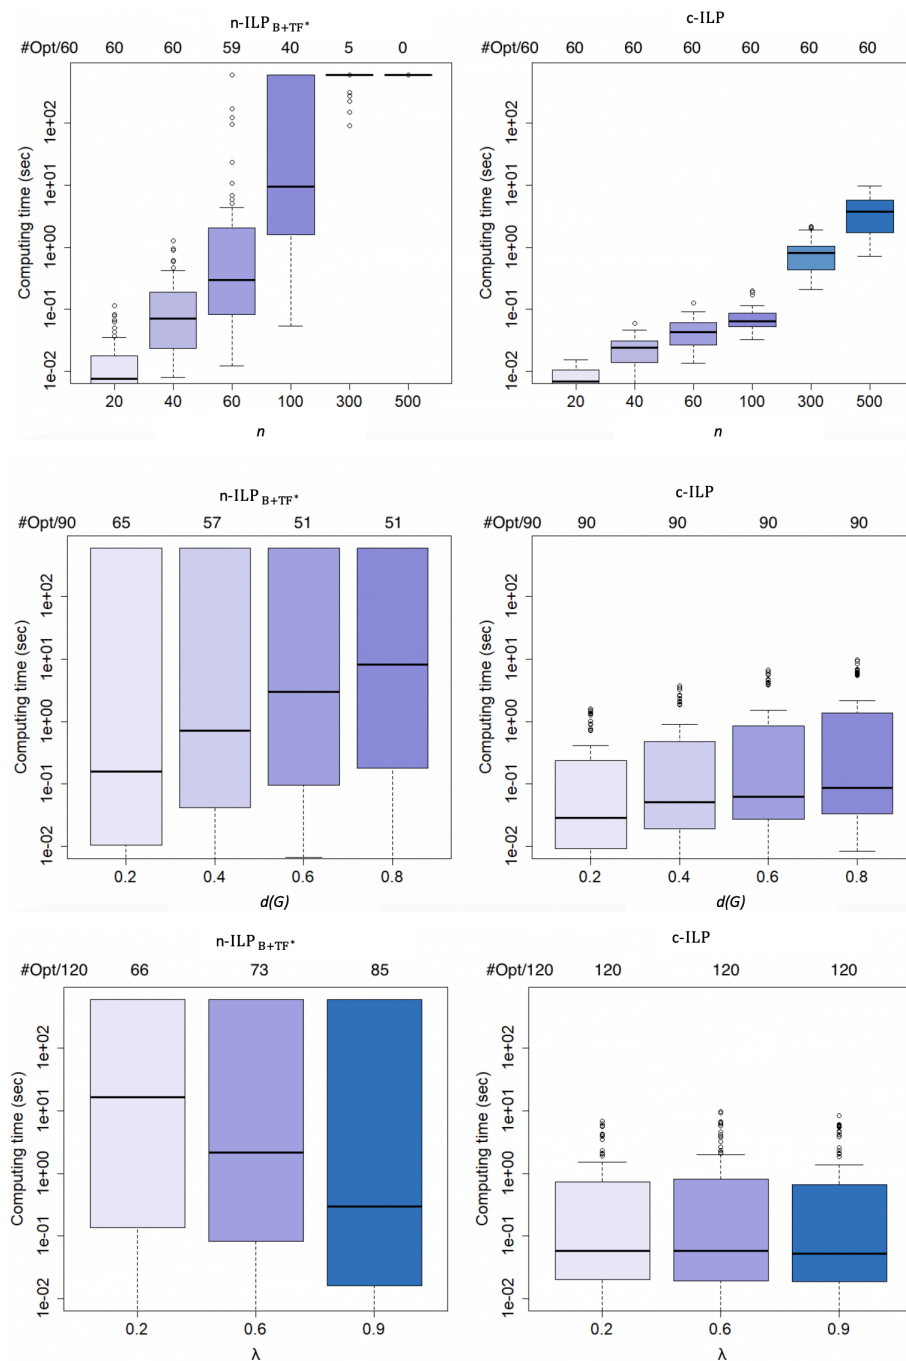 n-ILP B+TF*
#Opt/60 60 60 59 40 5 0
Computing time (sec)
1e+02
1e+01
1e+00
1e-01
1e-02
20 40 60 100 300 500
n
c-ILP
#Opt/60 60 60 60 60 60 60
Computing time (sec)
1e+02
1e+01
1e+00
1e-01
1e-02
20 40 60 100 300 500
n
n-ILP B+TF*
#Opt/90 65 57 51 51
Computing time (sec)
1e+02
1e+01
1e+00
1e-01
1e-02
0.2 0.4 0.6 0.8
d(G)
c-ILP
#Opt/90 90 90 90 90
Computing time (sec)
1e+02
1e+01
1e+00
1e-01
1e-02
0.2 0.4 0.6 0.8
d(G)
n-ILP B+TF*
#Opt/120 66 73 85
Computing time (sec)
1e+02
1e+01
1e+00
1e-01
1e-02
0.2 0.6 0.9
λ
c-ILP
#Opt/120 120 120 120
Computing time (sec)
1e+02
1e+01
1e+00
1e-01
1e-02
0.2 0.6 0.9
λ